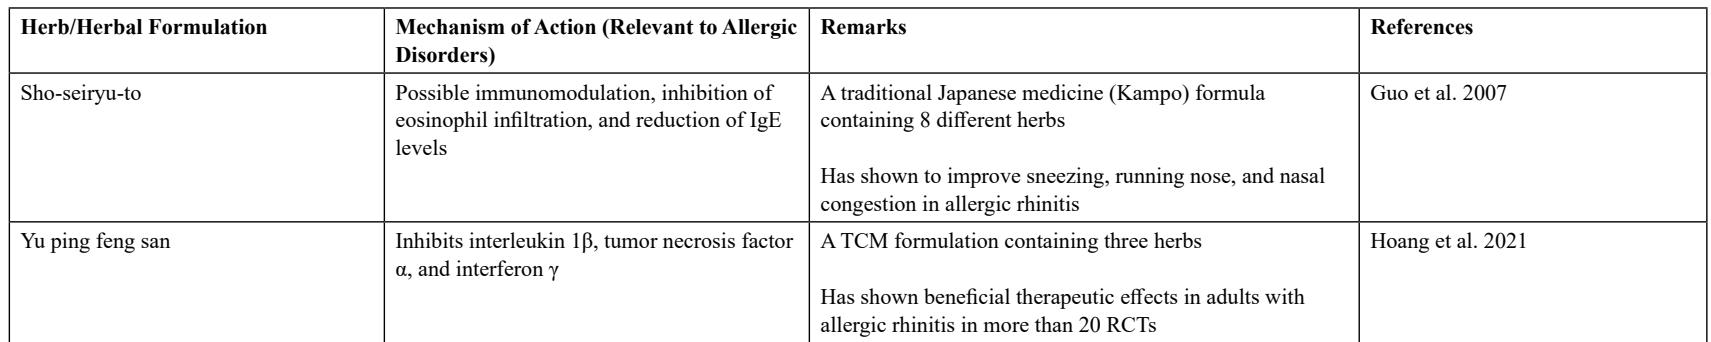 Herb/Herbal Formulation
Mechanism of Action (Relevant to Allergic
Disorders)
Remarks
References
Sho-seiryu-to
Possible immunomodulation, inhibition of
eosinophil infiltration, and reduction of IgE
levels
A traditional Japanese medicine (Kampo) formula
containing 8 different herbs
Has shown to improve sneezing, running nose, and nasal
congestion in allergic rhinitis
Guo et al. 2007
Yu ping feng san
Inhibits interleukin 1β, tumor necrosis factor
α, and interferon γ
A TCM formulation containing three herbs
Has shown beneficial therapeutic effects in adults with
allergic rhinitis in more than 20 RCTs
Hoang et al. 2021